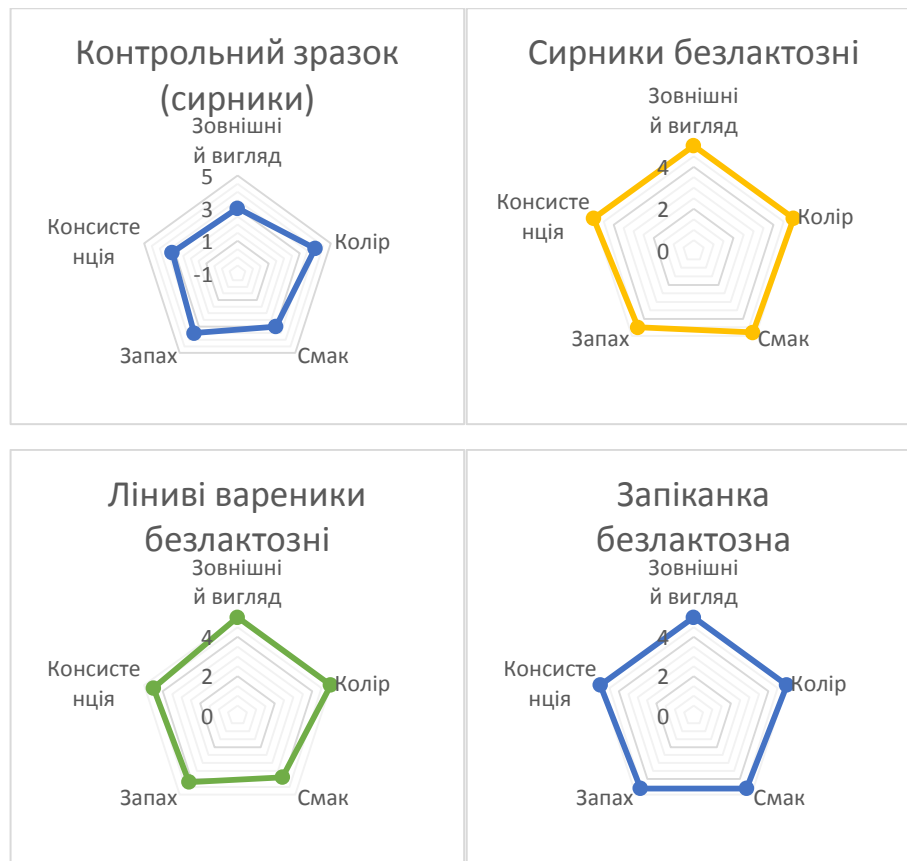 Контрольний зразок
(сирники)
Зовнішні
й вигляд
5
3
1
-1
Колір
Смак
Запах
Консисте
нція
Сирники безлактозні
Зовнішні
й вигляд
4
2
0
Колір
Смак
Запах
Консисте
нція
Ліниві вареники
безлактозні
Зовнішні
й вигляд
4
2
0
Колір
Смак
Запах
Консисте
нція
Запіканка
безлактозна
Зовнішні
й вигляд
4
2
0
Колір
Смак
Запах
Консисте
нція